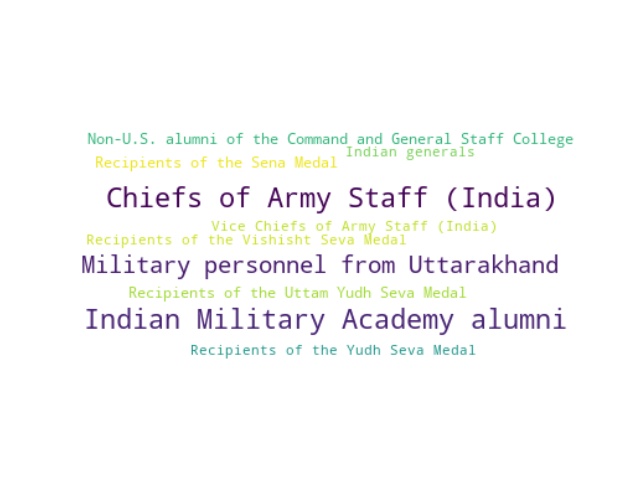 Non-U.S. alumni of the Command and General Staff College
Indian generals
Recipients of the Sena Medal
Chiefs of Army Staff (India)
Vice Chiefs of Army Staff (India)
Recipients of the Vishisht Seva Medal
Military personnel from Uttarakhand
Recipients of the Uttam Yudh Seva Medal
Indian Military Academy alumni
Recipients of the Yudh Seva Medal